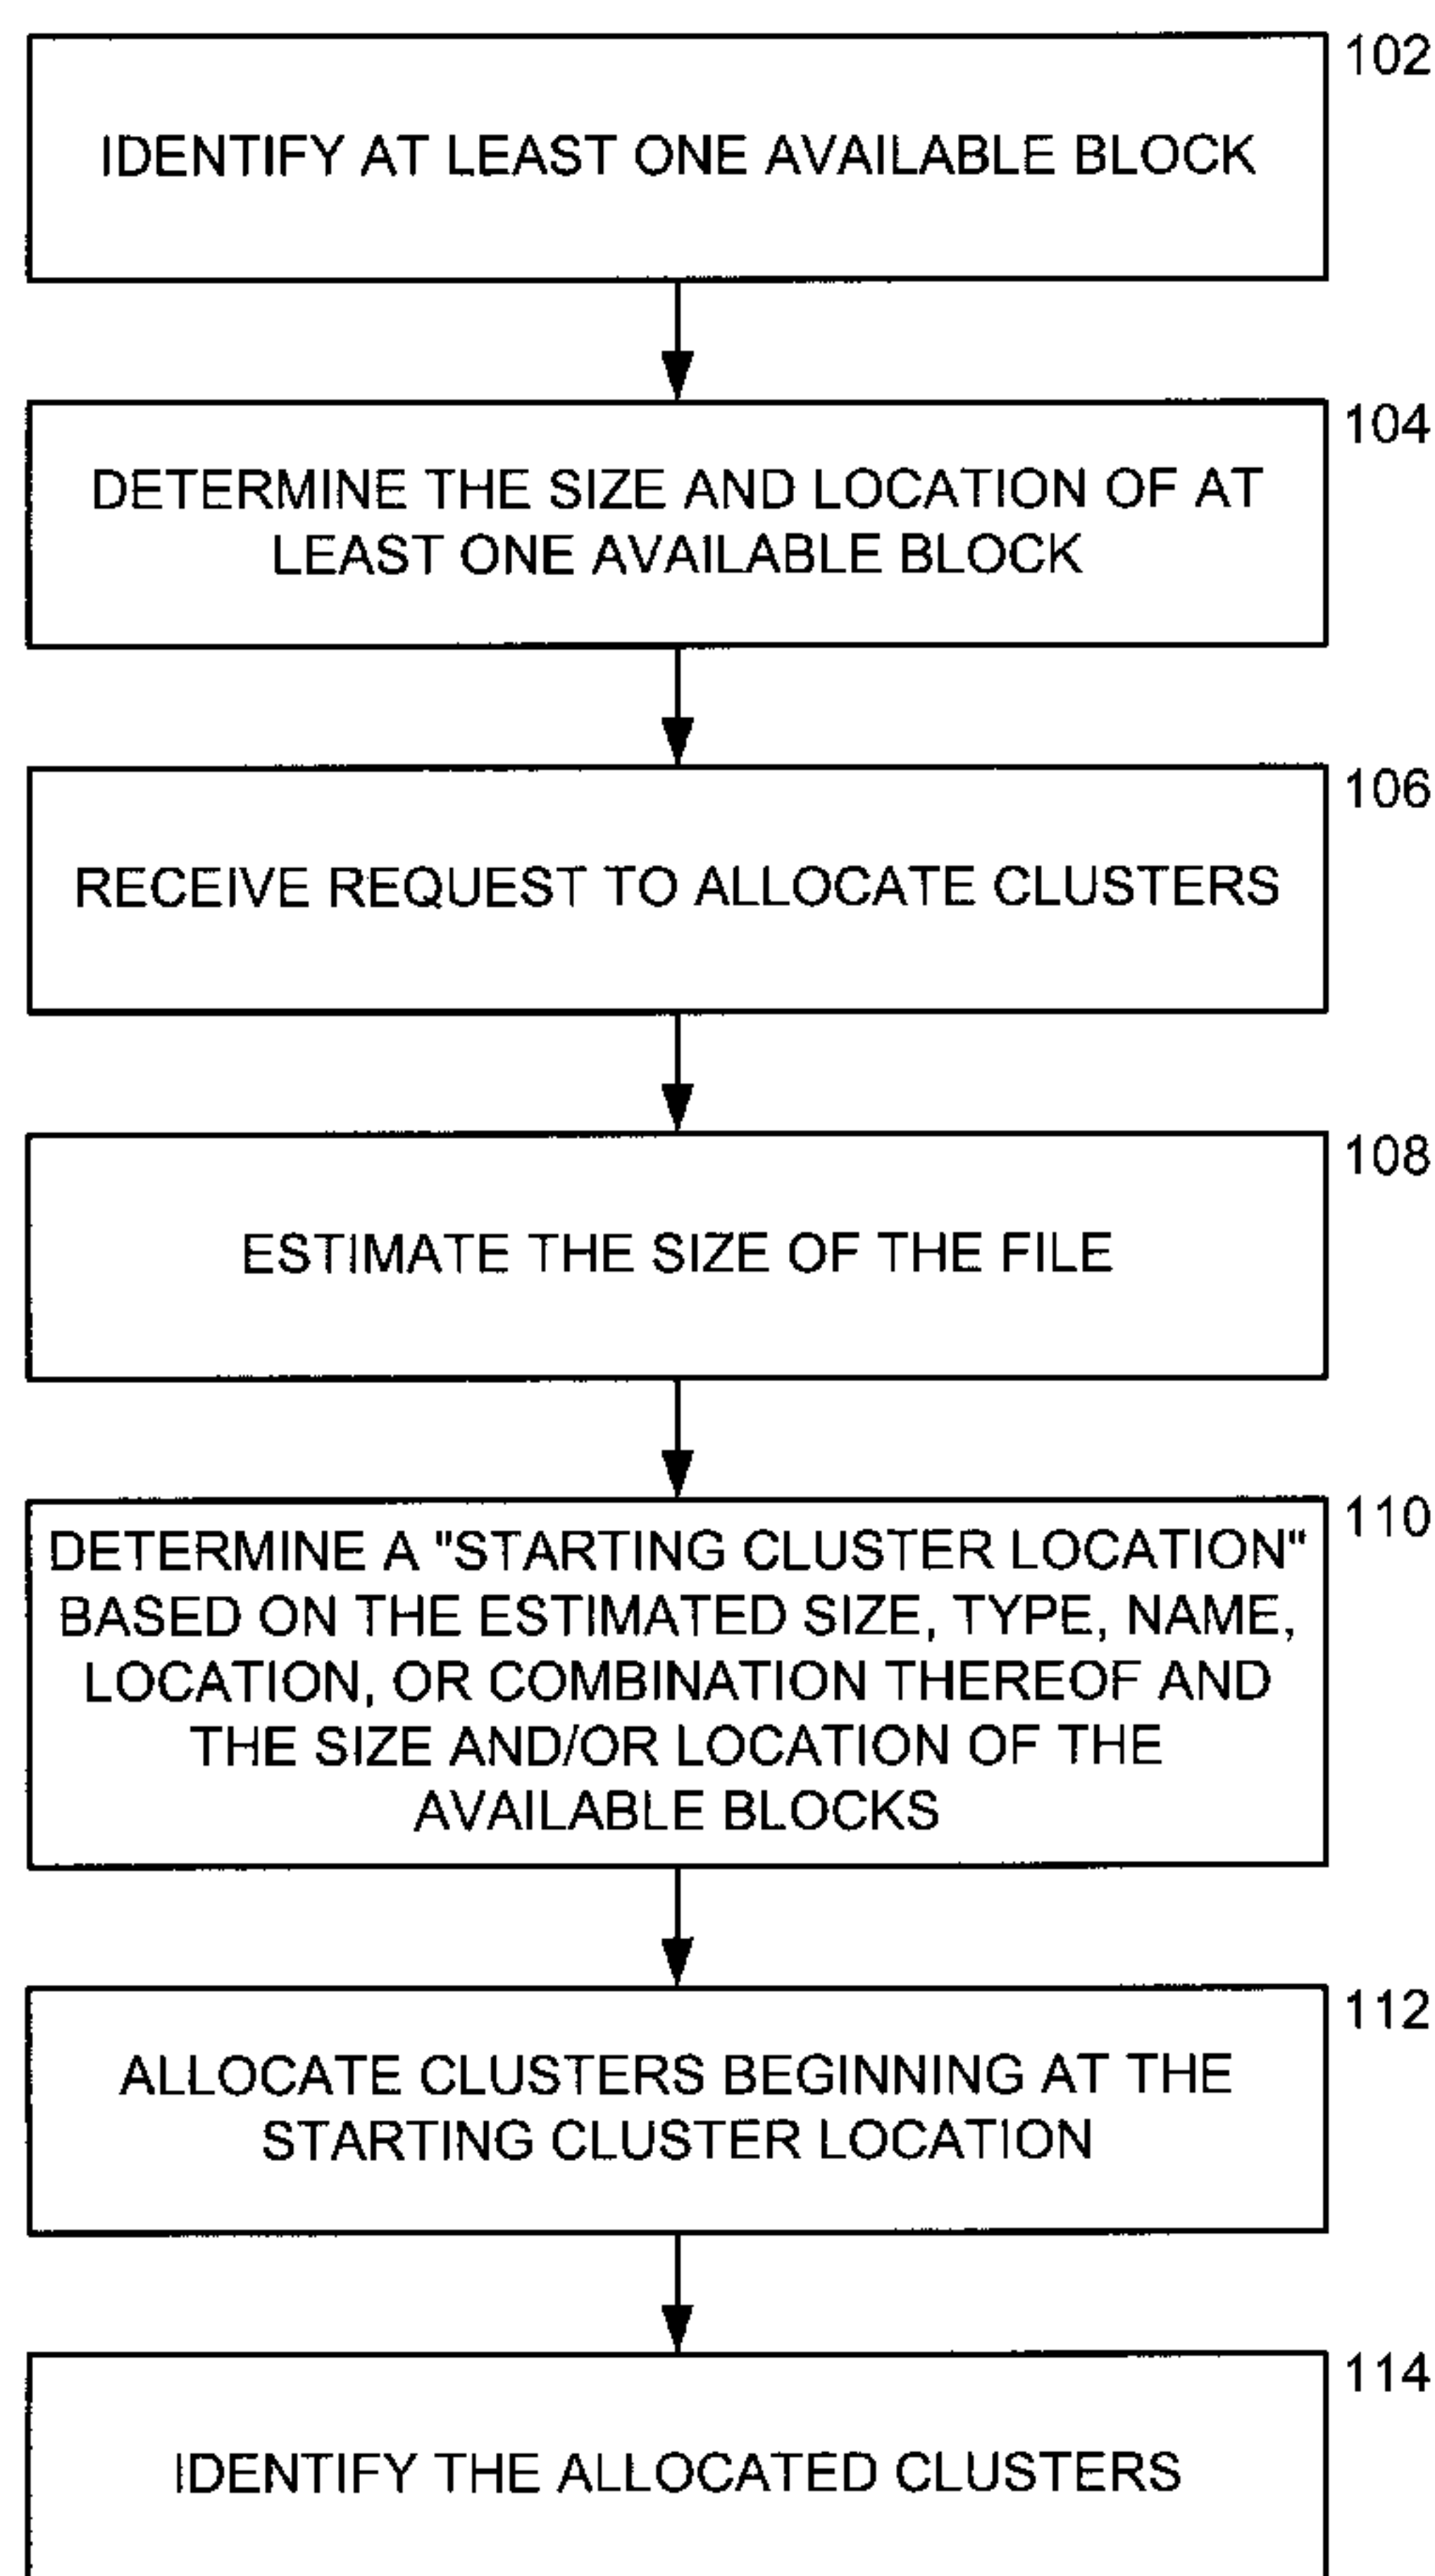 102
IDENTIFY AT LEAST ONE AVAILABLE BLOCK
104
DETERMINE THE SIZE AND LOCATION OF AT
LEAST ONE AVAILABLE BLOCK
106
RECEIVE REQUEST TO ALLOCATE CLUSTERS
108
ESTIMATE THE SIZE OF THE FILE
110
DETERMINE A "STARTING CLUSTER LOCATION"
BASED ON THE ESTIMATED SIZE, TYPE, NAME,
LOCATION, OR COMBINATION THEREOF AND
THE SIZE AND/OR LOCATION OF THE
AVAILABLE BLOCKS
112
ALLOCATE CLUSTERS BEGINNING AT THE
STARTING CLUSTER LOCATION
114
IDENTIFY THE ALLOCATED CLUSTERS